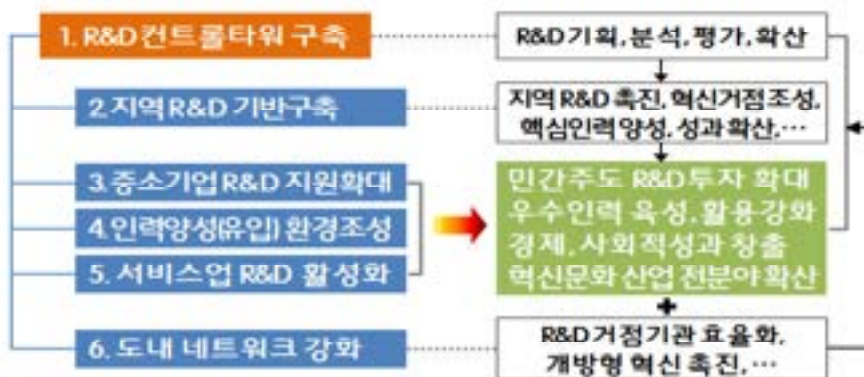 1. R&D 컨트롤타워 구축
R&D 기획, 분석, 평가, 확산
2. 지역 R&D 기반구축
지역 R&D 촉진, 혁신거점조성,
핵심인력양성, 성과확산,…
3. 중소기업 R&D 지원확대
4. 인력양성(유입) 환경조성
5. 서비스업 R&D 활성화
민간주도 R&D 투자 확대
우수인력 육성, 활용강화
경제, 사회적성과 창출
혁신문화 산업 전분야 확산
+
6. 도내 네트워크 강화
R&D 거점기관 효율화,
개방형 혁신 촉진,…